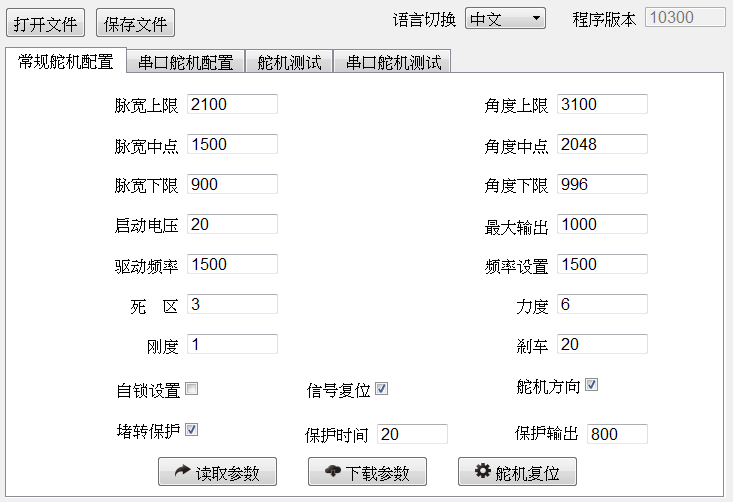 打开文件 保存文件 语言切换 中文 程序版本 10300
常规舵机配置 串口舵机配置 舵机测试 串口舵机测试
脉宽上限 2100 角度上限 3100
脉宽中点 1500 角度中点 2048
脉宽下限 900 角度下限 996
启动电压 20 最大输出 1000
驱动频率 1500 频率设置 1500
死 区 3 力度 6
刚度 1 刹车 20
自锁设置 信号复位 舵机方向
堵转保护 保护时间 20 保护输出 800
读取参数 下载参数 舵机复位